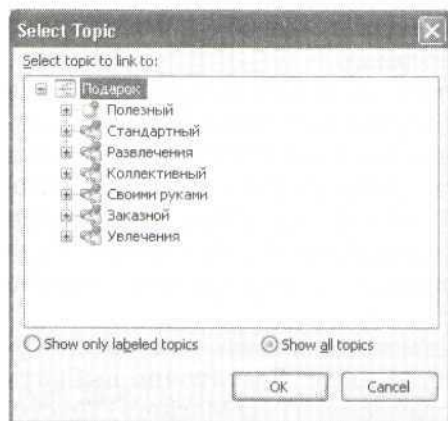 Select Topic
Select topic to link to:
Подарок
Полезный
Стандартный
Развлечения
Коллективный
Своими руками
Заказной
Увлечения
Show only labeled topics
Show all topics
OK
Cancel